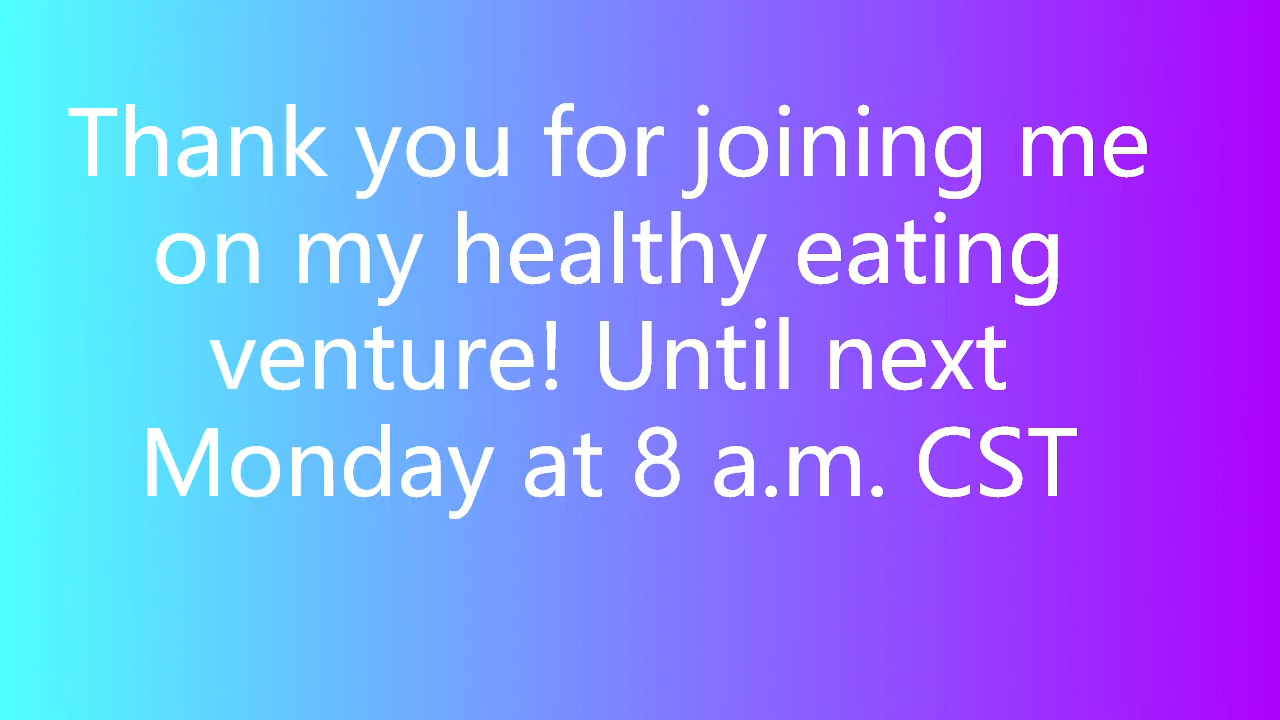 Thank you for joining me
on my healthy eating
venture! Until next
Monday at 8 a.m. CST